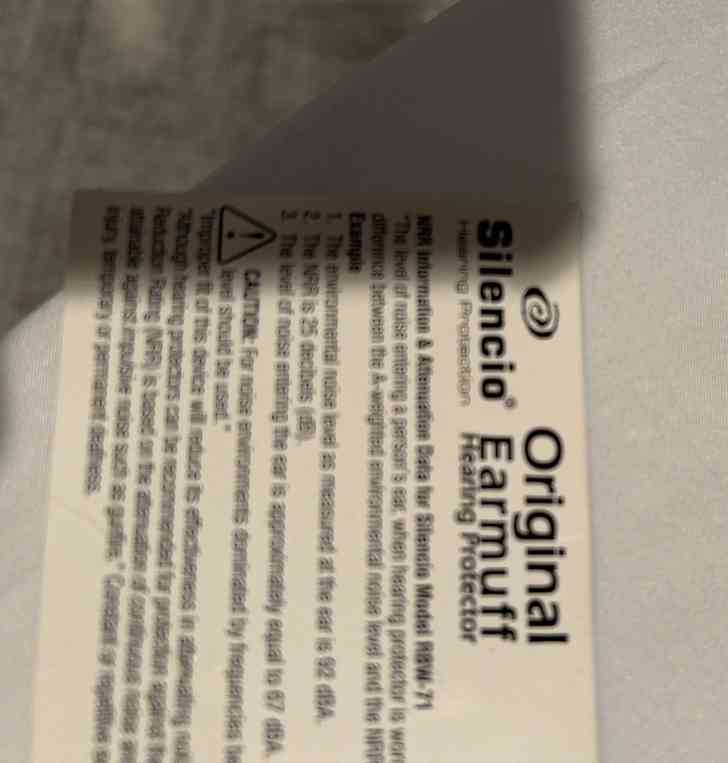 Silencio®
Hearing Protection
Original
Earmuff
Hearing Protector
NRR Information & Attenuation Data for Silencio Model RBW-71
"The level of noise entering a person's ear, when hearing protector is worn
difference between the A-weighted environmental noise level and the NRR
Example
1. The environmental noise level as measured at the ear is 92 dBA.
2. The NRR is 25 decibels (dB).
3. The level of noise entering the ear is approximately equal to 67 dBA.
CAUTION: For noise environments dominated by frequencies be
level should be used."
"Improper fit of this device will reduce its effectiveness in attenuating noi
"Although hearing protectors can be recommended for protection against the
Reduction Rating (NRR) is based on the attenuation of continuous noise and
attainable against impulsive noise such as gunfire." Constant or repetitive
injury, temporary or permanent deafness.